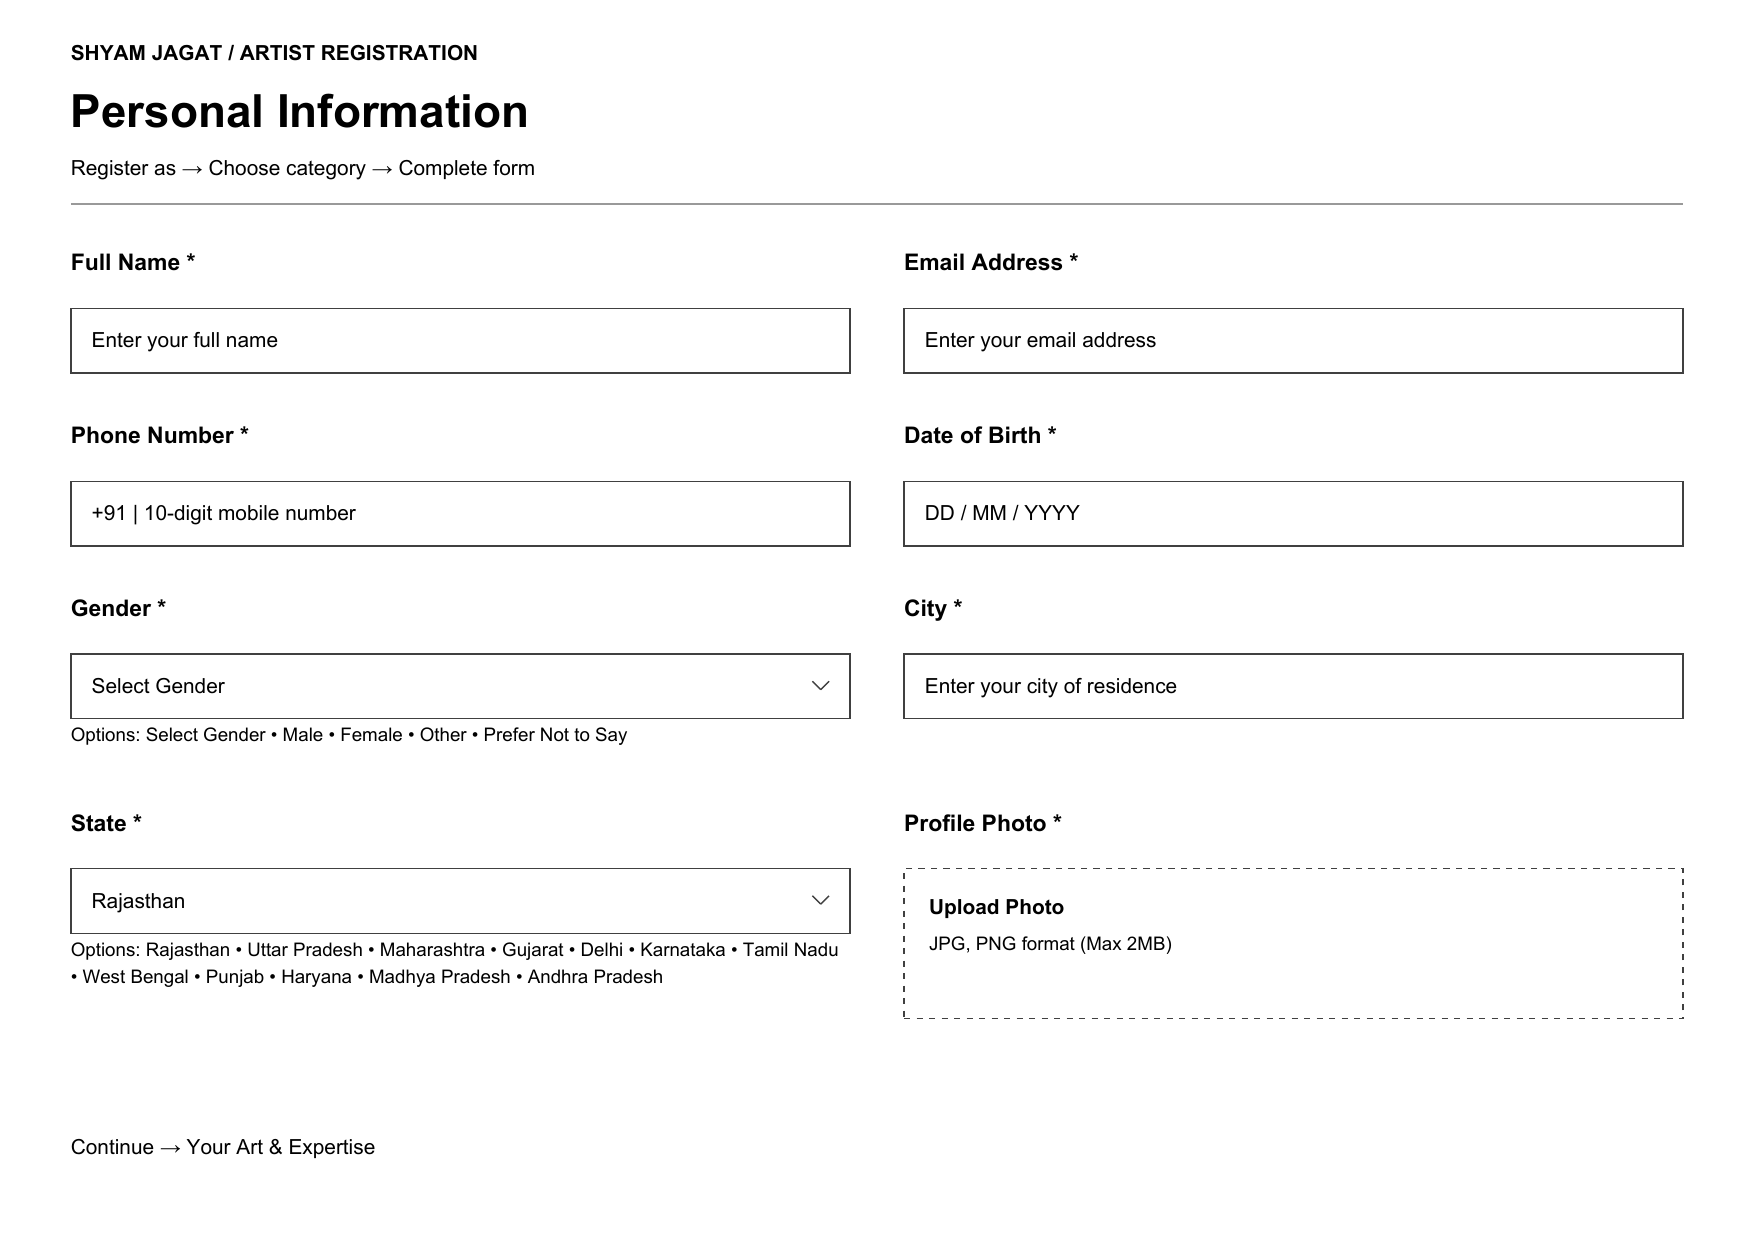 SHYAM JAGAT / ARTIST REGISTRATION
Personal Information
Register as → Choose category → Complete form
Full Name *
Email Address *
Enter your full name
Enter your email address
Phone Number *
Date of Birth *
+91 | 10-digit mobile number
DD / MM / YYYY
Gender *
City *
Select Gender
Enter your city of residence
Options: Select Gender • Male • Female • Other • Prefer Not to Say
State *
Profile Photo *
Rajasthan
Upload Photo
JPG, PNG format (Max 2MB)
Options: Rajasthan • Uttar Pradesh • Maharashtra • Gujarat • Delhi • Karnataka • Tamil Nadu
• West Bengal • Punjab • Haryana • Madhya Pradesh • Andhra Pradesh
Continue → Your Art & Expertise